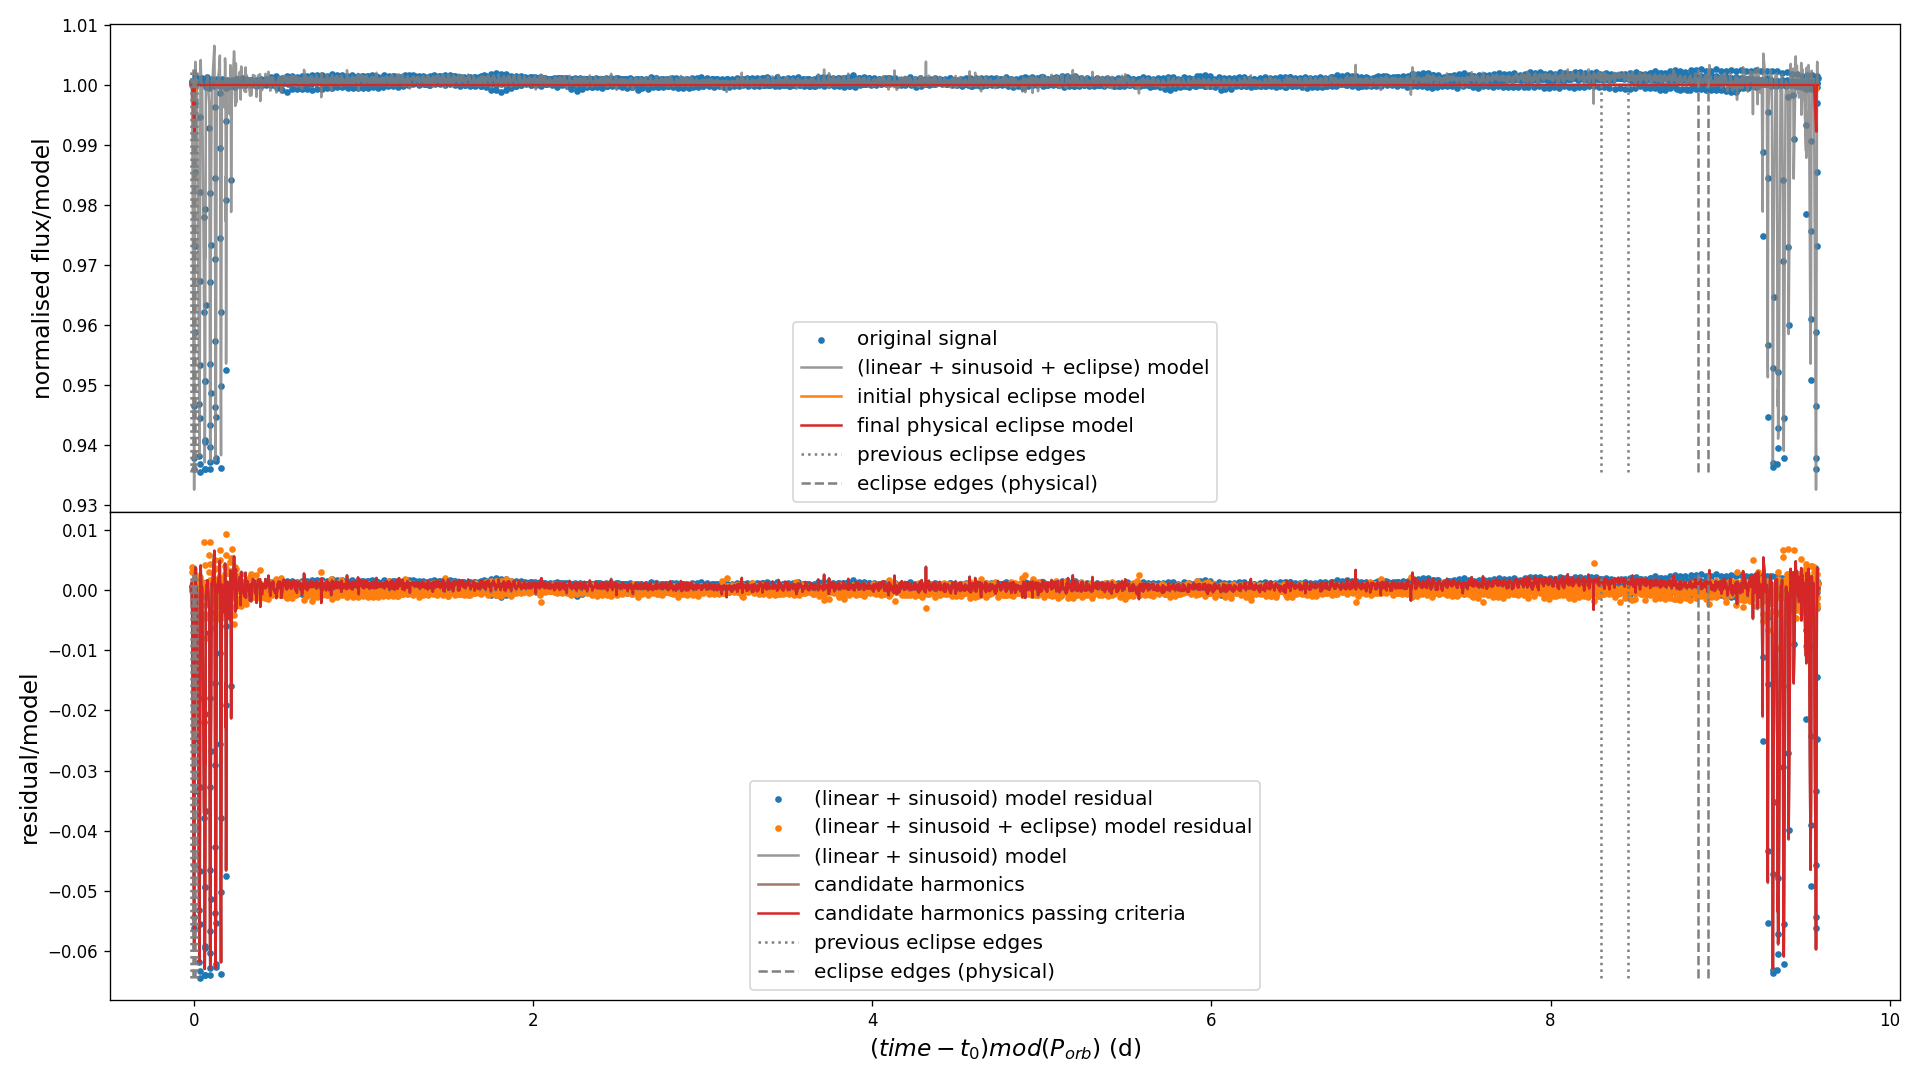 1.01
1.00
0.99
0.98
0.97
0.96
0.95
0.94
0.93
normalised flux/model
original signal
(linear + sinusoid + eclipse) model
initial physical eclipse model
final physical eclipse model
previous eclipse edges
eclipse edges (physical)
0.01
0.00
−0.01
−0.02
−0.03
−0.04
−0.05
−0.06
residual/model
(linear + sinusoid) model residual
(linear + sinusoid + eclipse) model residual
(linear + sinusoid) model
candidate harmonics
candidate harmonics passing criteria
previous eclipse edges
eclipse edges (physical)
0 2 4 6 8 10
(time − t₀)mod(P_orb) (d)